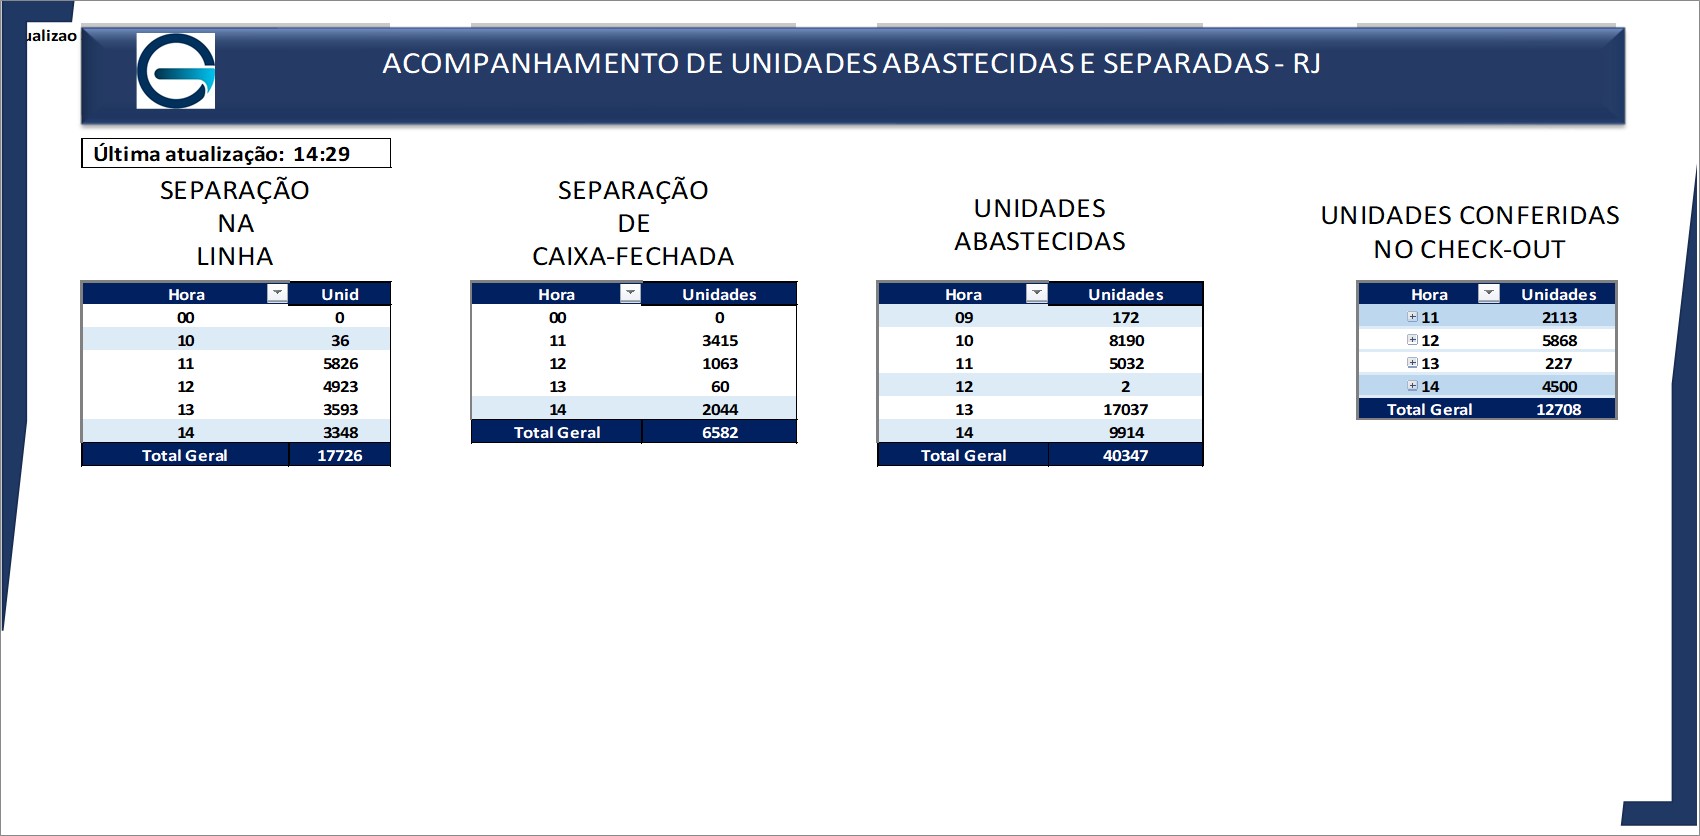 ualizao
ACOMPANHAMENTO DE UNIDADES ABASTECIDAS E SEPARADAS - RJ
Última atualização: 14:29
SEPARAÇÃO
NA
LINHA
Hora Unid
00 0
10 36
11 5826
12 4923
13 3593
14 3348
Total Geral 17726
SEPARAÇÃO
DE
CAIXA-FECHADA
Hora Unidades
00 0
11 3415
12 1063
13 60
14 2044
Total Geral 6582
UNIDADES
ABASTECIDAS
Hora Unidades
09 172
10 8190
11 5032
12 2
13 17037
14 9914
Total Geral 40347
UNIDADES CONFERIDAS
NO CHECK-OUT
Hora Unidades
11 2113
12 5868
13 227
14 4500
Total Geral 12708